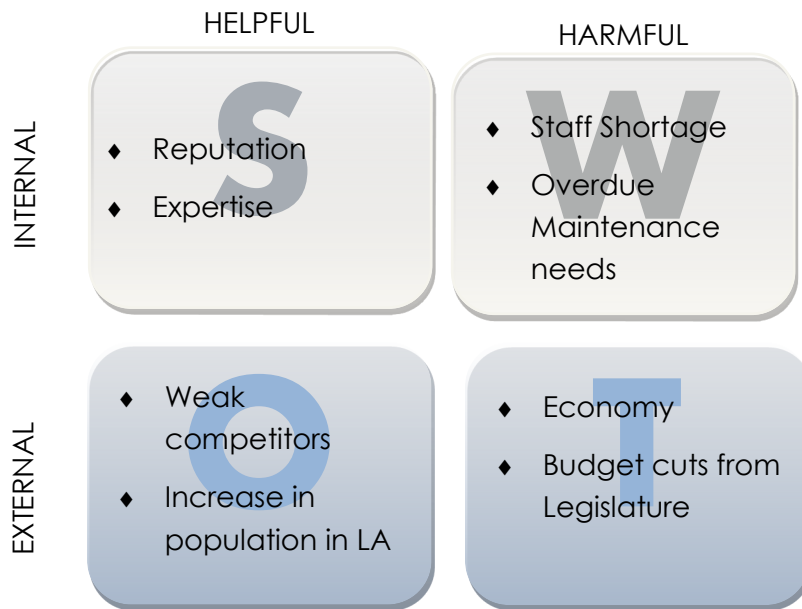 HELPFUL
HARMFUL
INTERNAL
S
♦ Reputation
♦ Expertise
W
♦ Staff Shortage
♦ Overdue
Maintenance
needs
EXTERNAL
O
♦ Weak
competitors
♦ Increase in
population in LA
T
♦ Economy
♦ Budget cuts from
Legislature